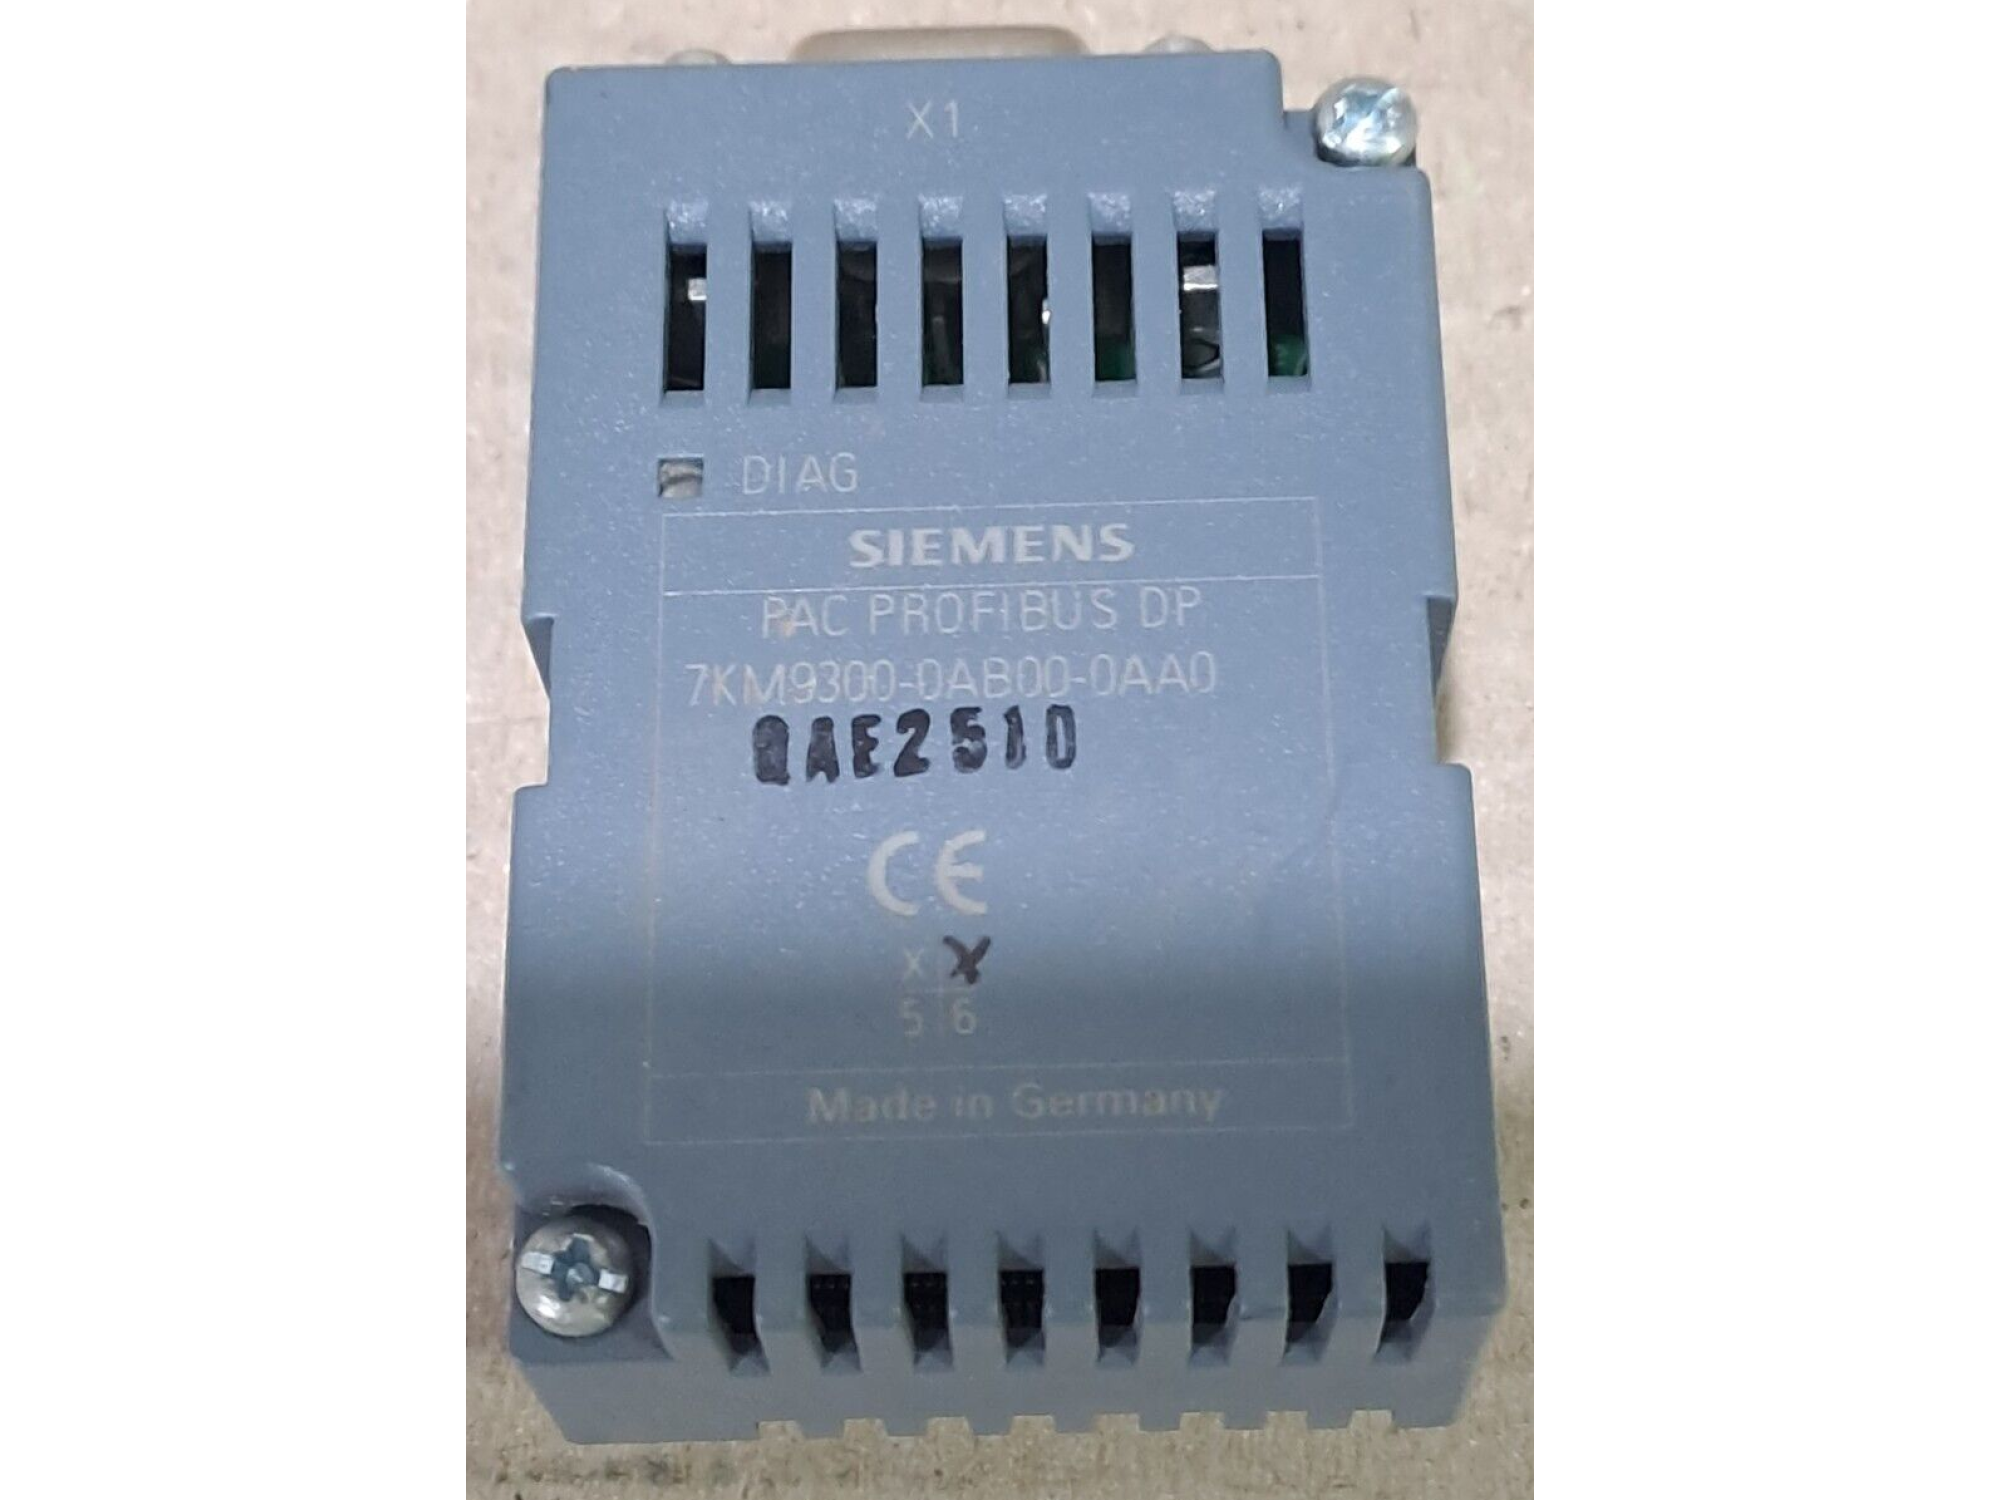 X1
DIAG
SIEMENS
PAC PROFIBUS DP
7KM9300-0AB00-0AA0
QAE2510
CE
X X
5 6
Made in Germany